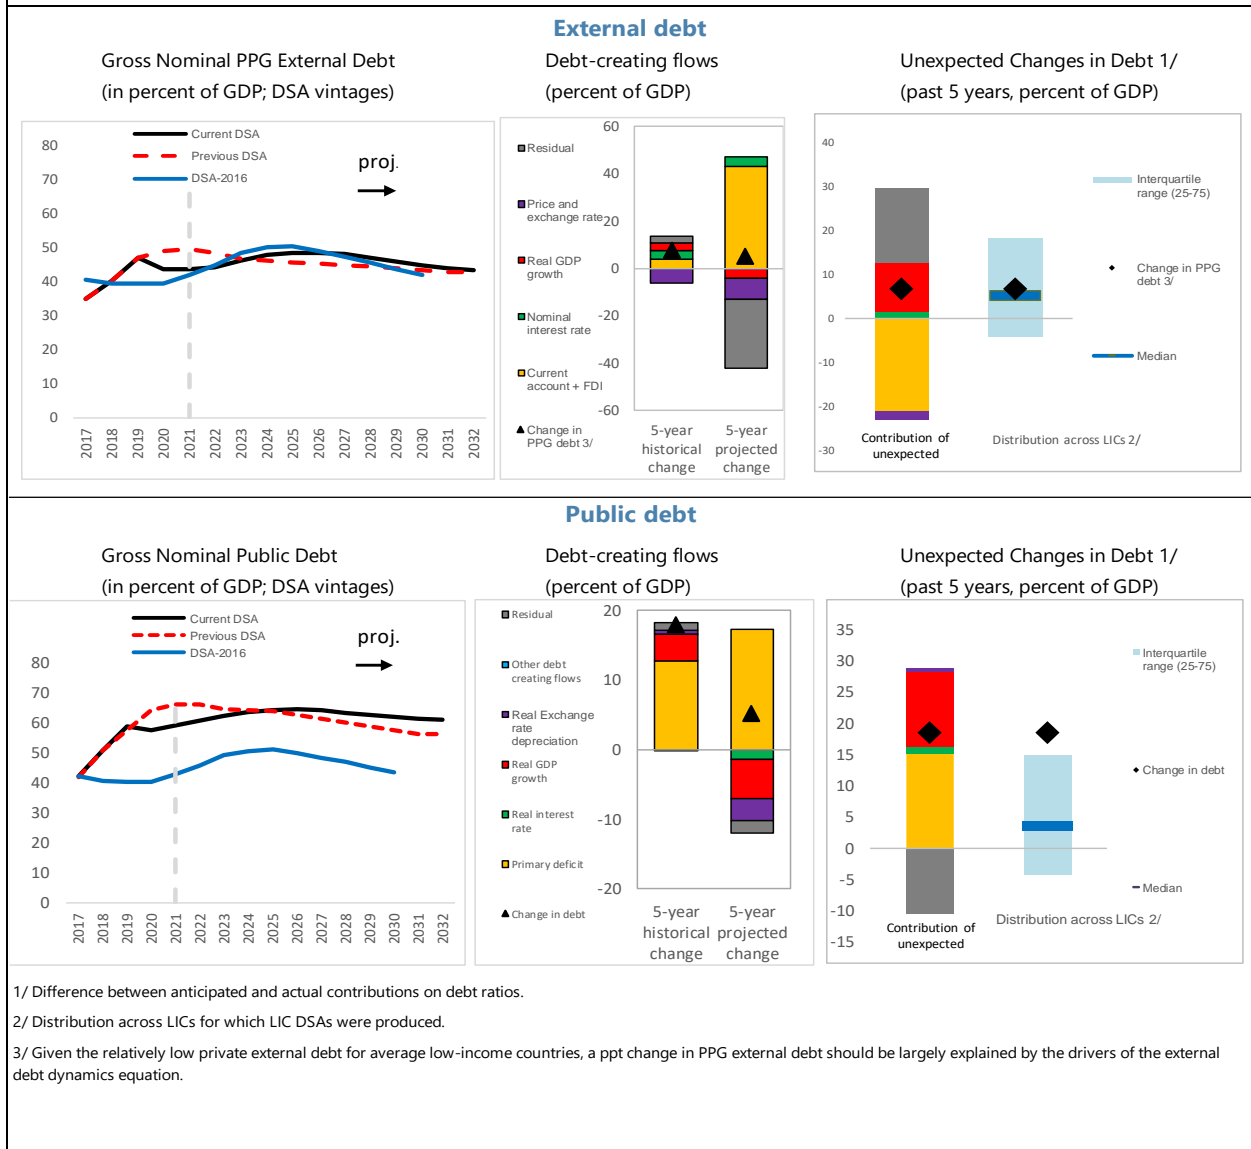 External debt
Gross Nominal PPG External Debt
(in percent of GDP; DSA vintages)
Current DSA
Previous DSA
DSA-2016
proj.
80
70
60
50
40
30
20
10
0
2017
2018
2019
2020
2021
2022
2023
2024
2025
2026
2027
2028
2029
2030
2031
2032
Debt-creating flows
(percent of GDP)
Residual
Price and
exchange rate
Real GDP
growth
Nominal
interest rate
Current
account + FDI
Change in
PPG debt 3/
60
40
20
0
-20
-40
-60
5-year
historical
change
5-year
projected
change
Unexpected Changes in Debt 1/
(past 5 years, percent of GDP)
40
30
20
10
0
-10
-20
-30
Contribution of
unexpected
Distribution across LICs 2/
Interquartile
range (25-75)
Change in PPG
debt 3/
Median
Public debt
Gross Nominal Public Debt
(in percent of GDP; DSA vintages)
Current DSA
Previous DSA
DSA-2016
proj.
80
70
60
50
40
30
20
10
0
2017
2018
2019
2020
2021
2022
2023
2024
2025
2026
2027
2028
2029
2030
2031
2032
Debt-creating flows
(percent of GDP)
Residual
Other debt
creating flows
Real Exchange
rate
depreciation
Real GDP
growth
Real interest
rate
Primary deficit
Change in debt
20
10
0
-10
-20
5-year
historical
change
5-year
projected
change
Unexpected Changes in Debt 1/
(past 5 years, percent of GDP)
35
30
25
20
15
10
5
0
-5
-10
-15
Contribution of
unexpected
Distribution across LICs 2/
Interquartile
range (25-75)
Change in debt
Median
1/ Difference between anticipated and actual contributions on debt ratios.
2/ Distribution across LICs for which LIC DSAs were produced.
3/ Given the relatively low private external debt for average low-income countries, a ppt change in PPG external debt should be largely explained by the drivers of the external
debt dynamics equation.